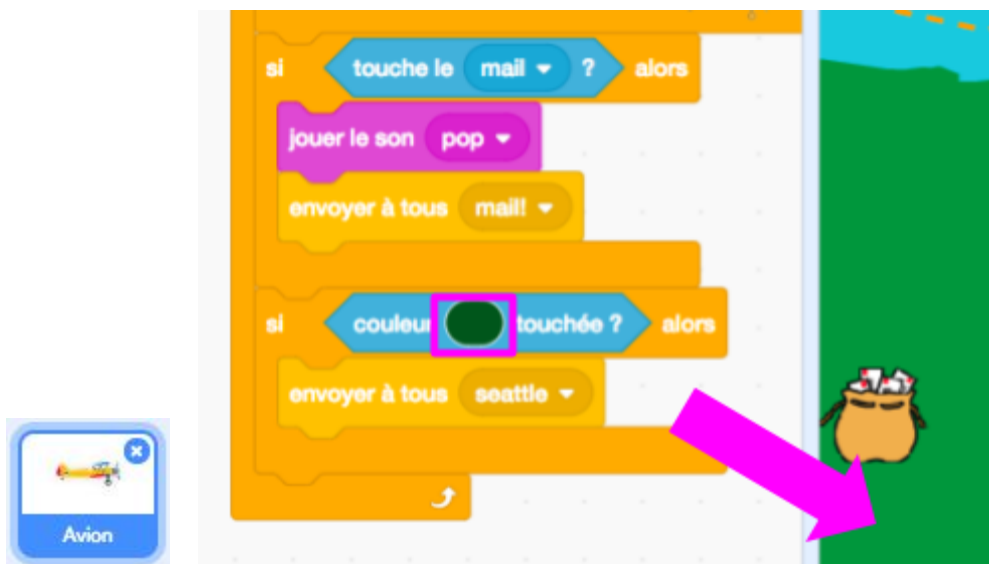 si touche le mail ? alors
jouer le son pop
envoyer à tous mail!
si couleur touchée ? alors
envoyer à tous seattle
Avion